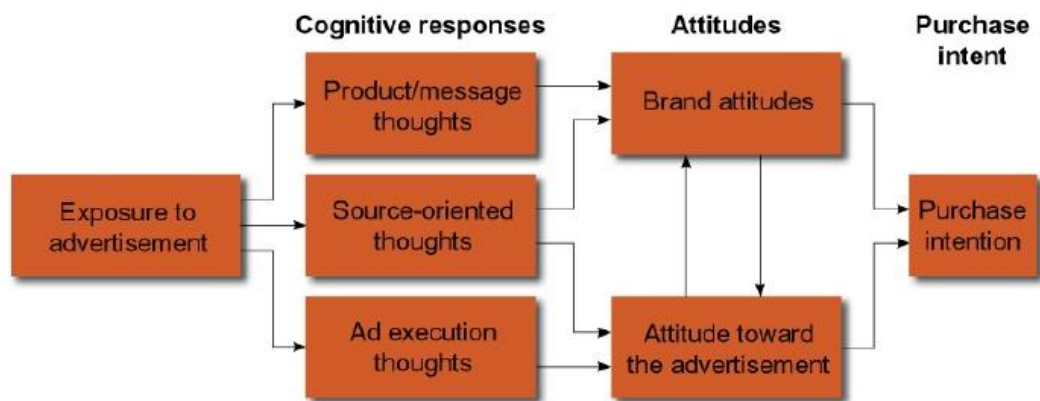 Cognitive responses
Attitudes
Purchase
intent
Product/message
thoughts
Brand attitudes
Exposure to
advertisement
Source-oriented
thoughts
Purchase
intention
Ad execution
thoughts
Attitude toward
the advertisement